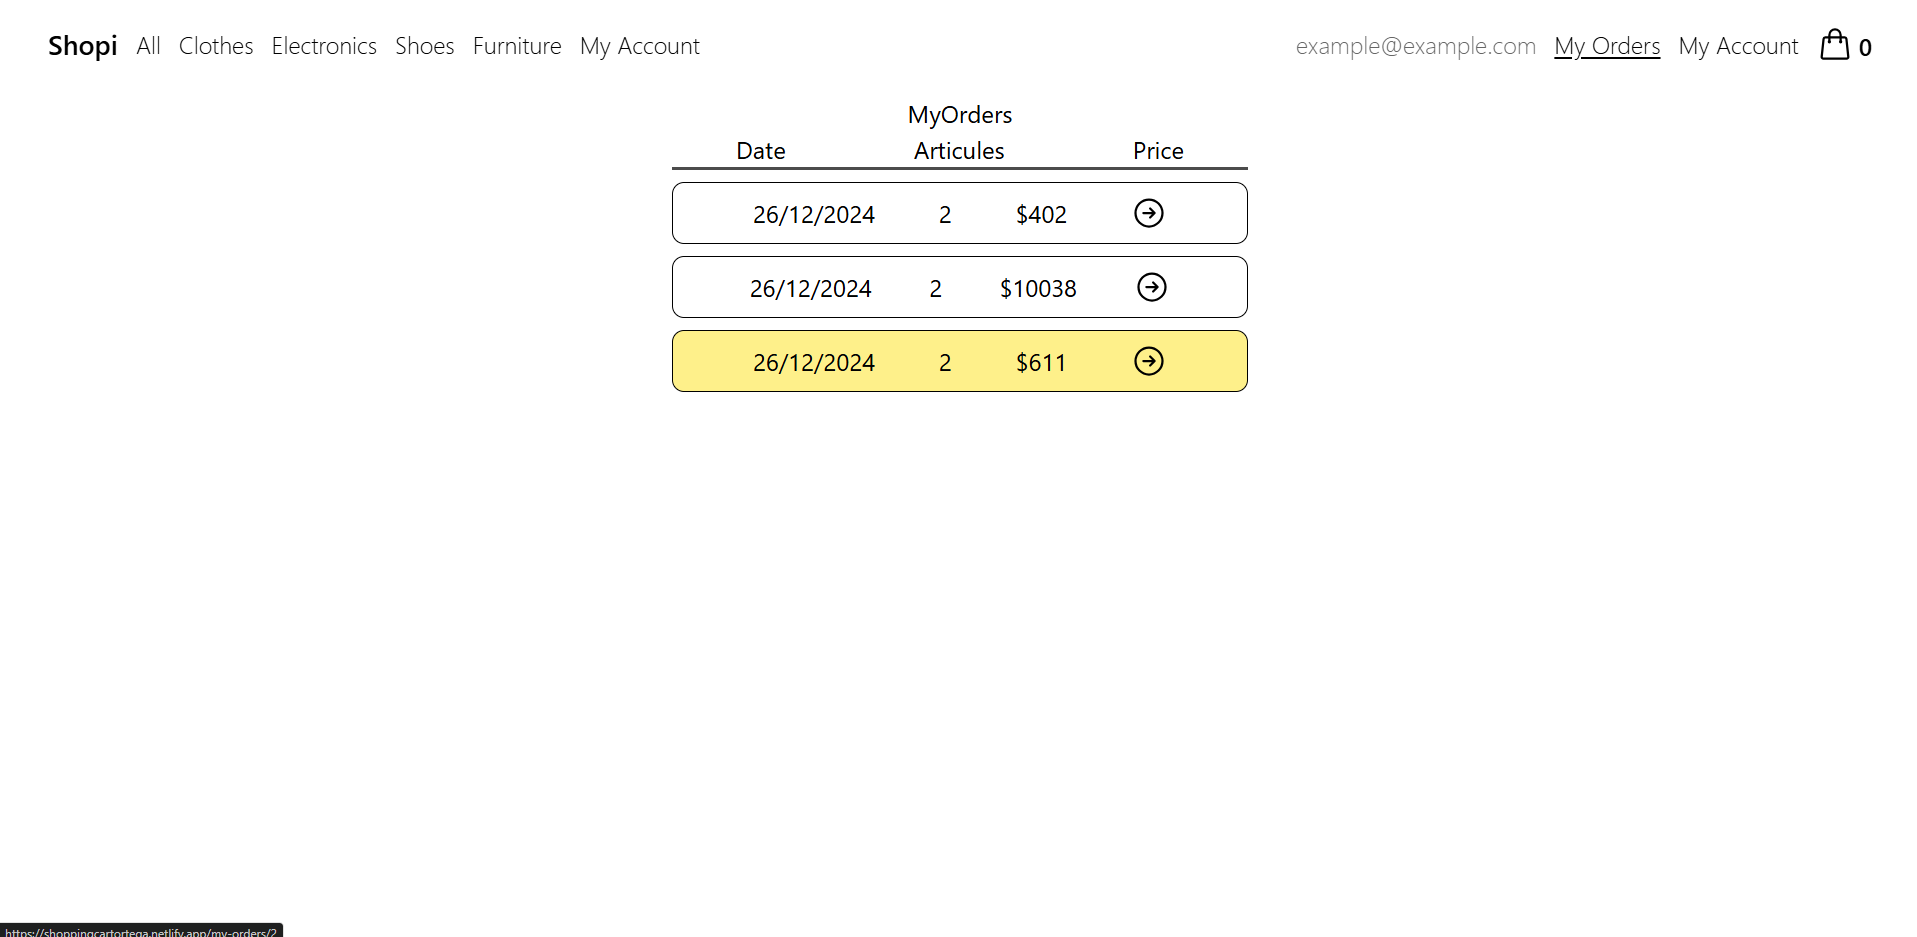 Shopi All Clothes Electronics Shoes Furniture My Account example@example.com My Orders My Account 0
MyOrders
Date Articules Price
26/12/2024 2 $402
26/12/2024 2 $10038
26/12/2024 2 $611
https://shoppingcartortega.netlify.app/my-orders/2